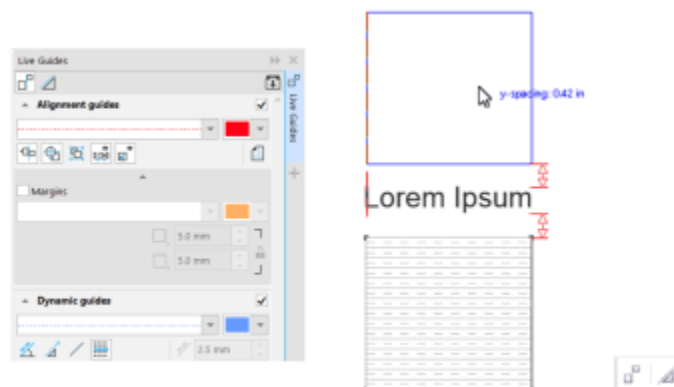 Live Guides
Live Guides
Alignment guides
Margins
5.0 mm
5.0 mm
Dynamic guides
2.5 mm
y-spacing: 0.42 in
Lorem Ipsum